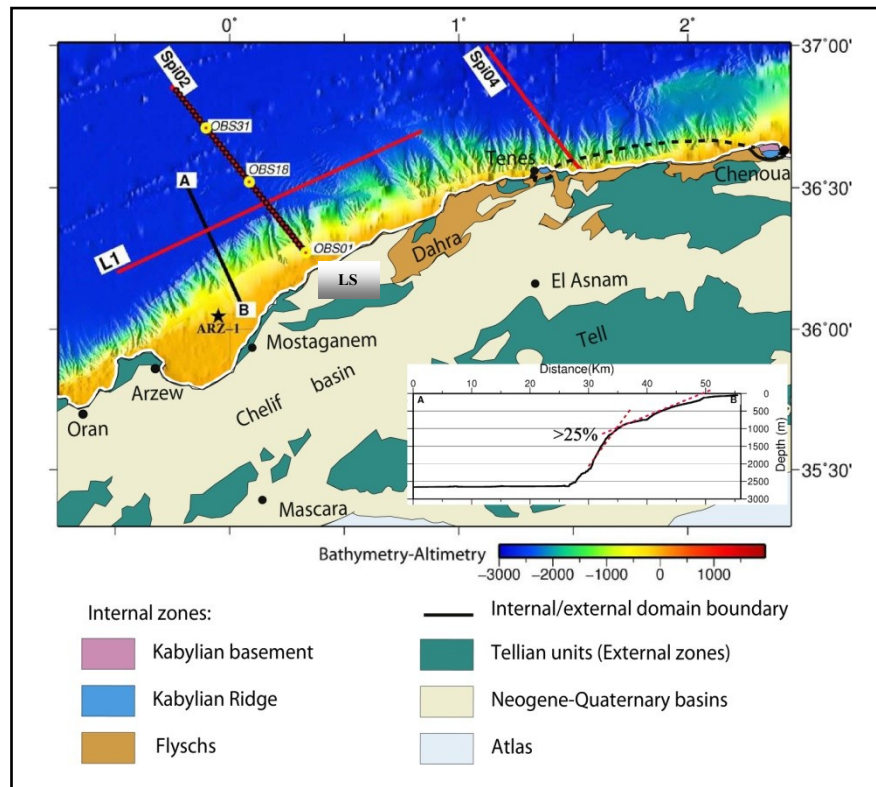 0° 1° 2°
37°00'
Spi02
Spi04
OBS31
OBS18
A
Tenes
Chenoua
36°30'
OBS01
L1
Dahra
LS
El Asnam
B
ARZ-1
36°00'
Mostaganem
Tell
Arzew
Chelif basin
Oran
Distance(Km)
0 10 20 30 40 50
A B
0
500
1000
1500
2000
2500
3000
Depth (m)
>25%
35°30'
Mascara
Bathymetry-Altimetry
−3000 −2000 −1000 0 1000
Internal zones:
Internal/external domain boundary
Kabylian basement
Tellian units (External zones)
Kabylian Ridge
Neogene-Quaternary basins
Flyschs
Atlas